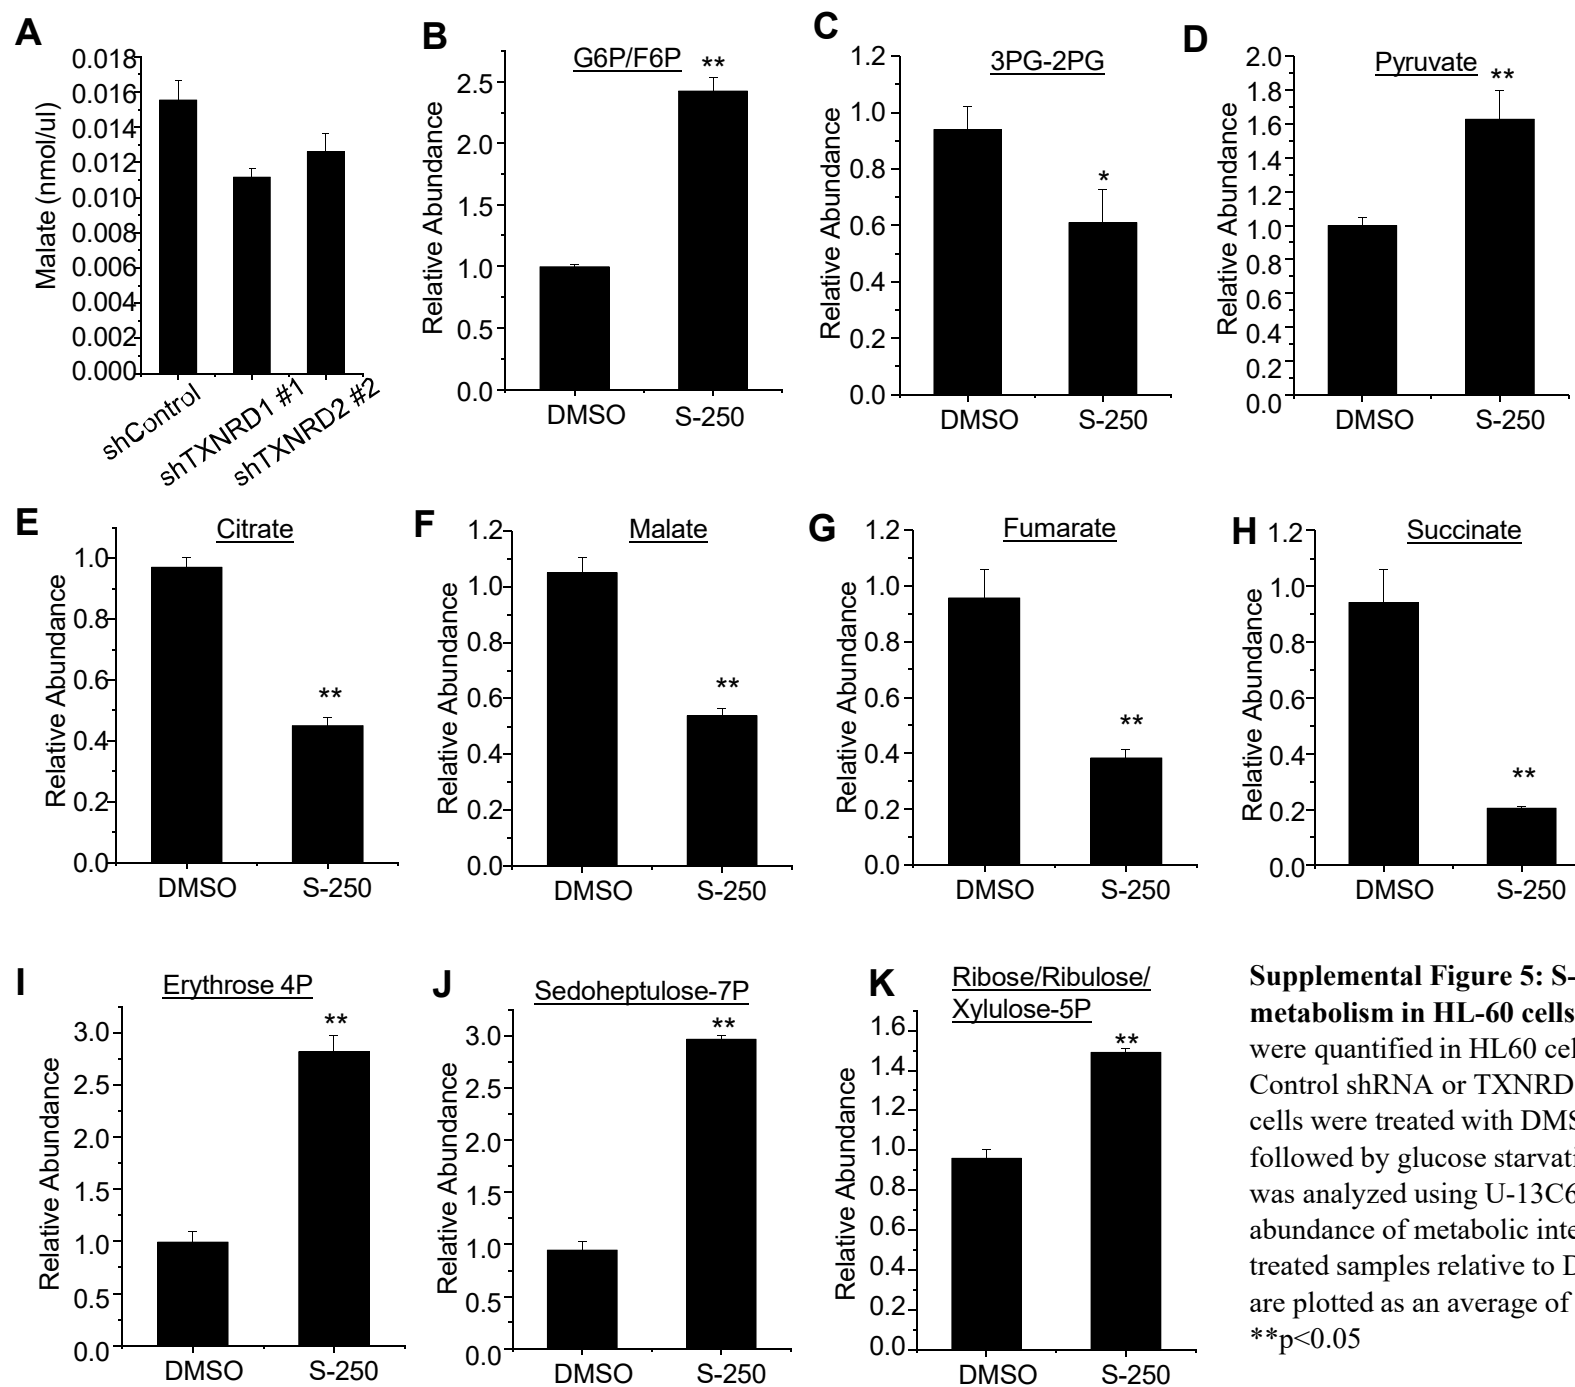 A
Malate (nmol/ul)
0.018
0.016
0.014
0.012
0.010
0.008
0.006
0.004
0.002
0.000
shControl
shTXNRD1 #1
shTXNRD2 #2
B
G6P/F6P
**
Relative Abundance
2.5
2.0
1.5
1.0
0.5
0.0
DMSO
S-250
C
3PG-2PG
*
Relative Abundance
1.2
1.0
0.8
0.6
0.4
0.2
0.0
DMSO
S-250
D
Pyruvate
**
Relative Abundance
2.0
1.8
1.6
1.4
1.2
1.0
0.8
0.6
0.4
0.2
0.0
DMSO
S-250
E
Citrate
**
Relative Abundance
1.0
0.8
0.6
0.4
0.2
0.0
DMSO
S-250
F
Malate
**
Relative Abundance
1.2
1.0
0.8
0.6
0.4
0.2
0.0
DMSO
S-250
G
Fumarate
**
Relative Abundance
1.2
1.0
0.8
0.6
0.4
0.2
0.0
DMSO
S-250
H
Succinate
**
Relative Abundance
1.2
1.0
0.8
0.6
0.4
0.2
0.0
DMSO
S-250
I
Erythrose 4P
**
Relative Abundance
3.0
2.5
2.0
1.5
1.0
0.5
0.0
DMSO
S-250
J
Sedoheptulose-7P
**
Relative Abundance
3.0
2.5
2.0
1.5
1.0
0.5
0.0
DMSO
S-250
K
Ribose/Ribulose/
Xylulose-5P
**
Relative Abundance
1.6
1.4
1.2
1.0
0.8
0.6
0.4
0.2
0.0
DMSO
S-250
Supplemental Figure 5: S-
metabolism in HL-60 cells
were quantified in HL60 cel
Control shRNA or TXNRD
cells were treated with DMS
followed by glucose starvati
was analyzed using U-13C6
abundance of metabolic inte
treated samples relative to D
are plotted as an average of
**p<0.05